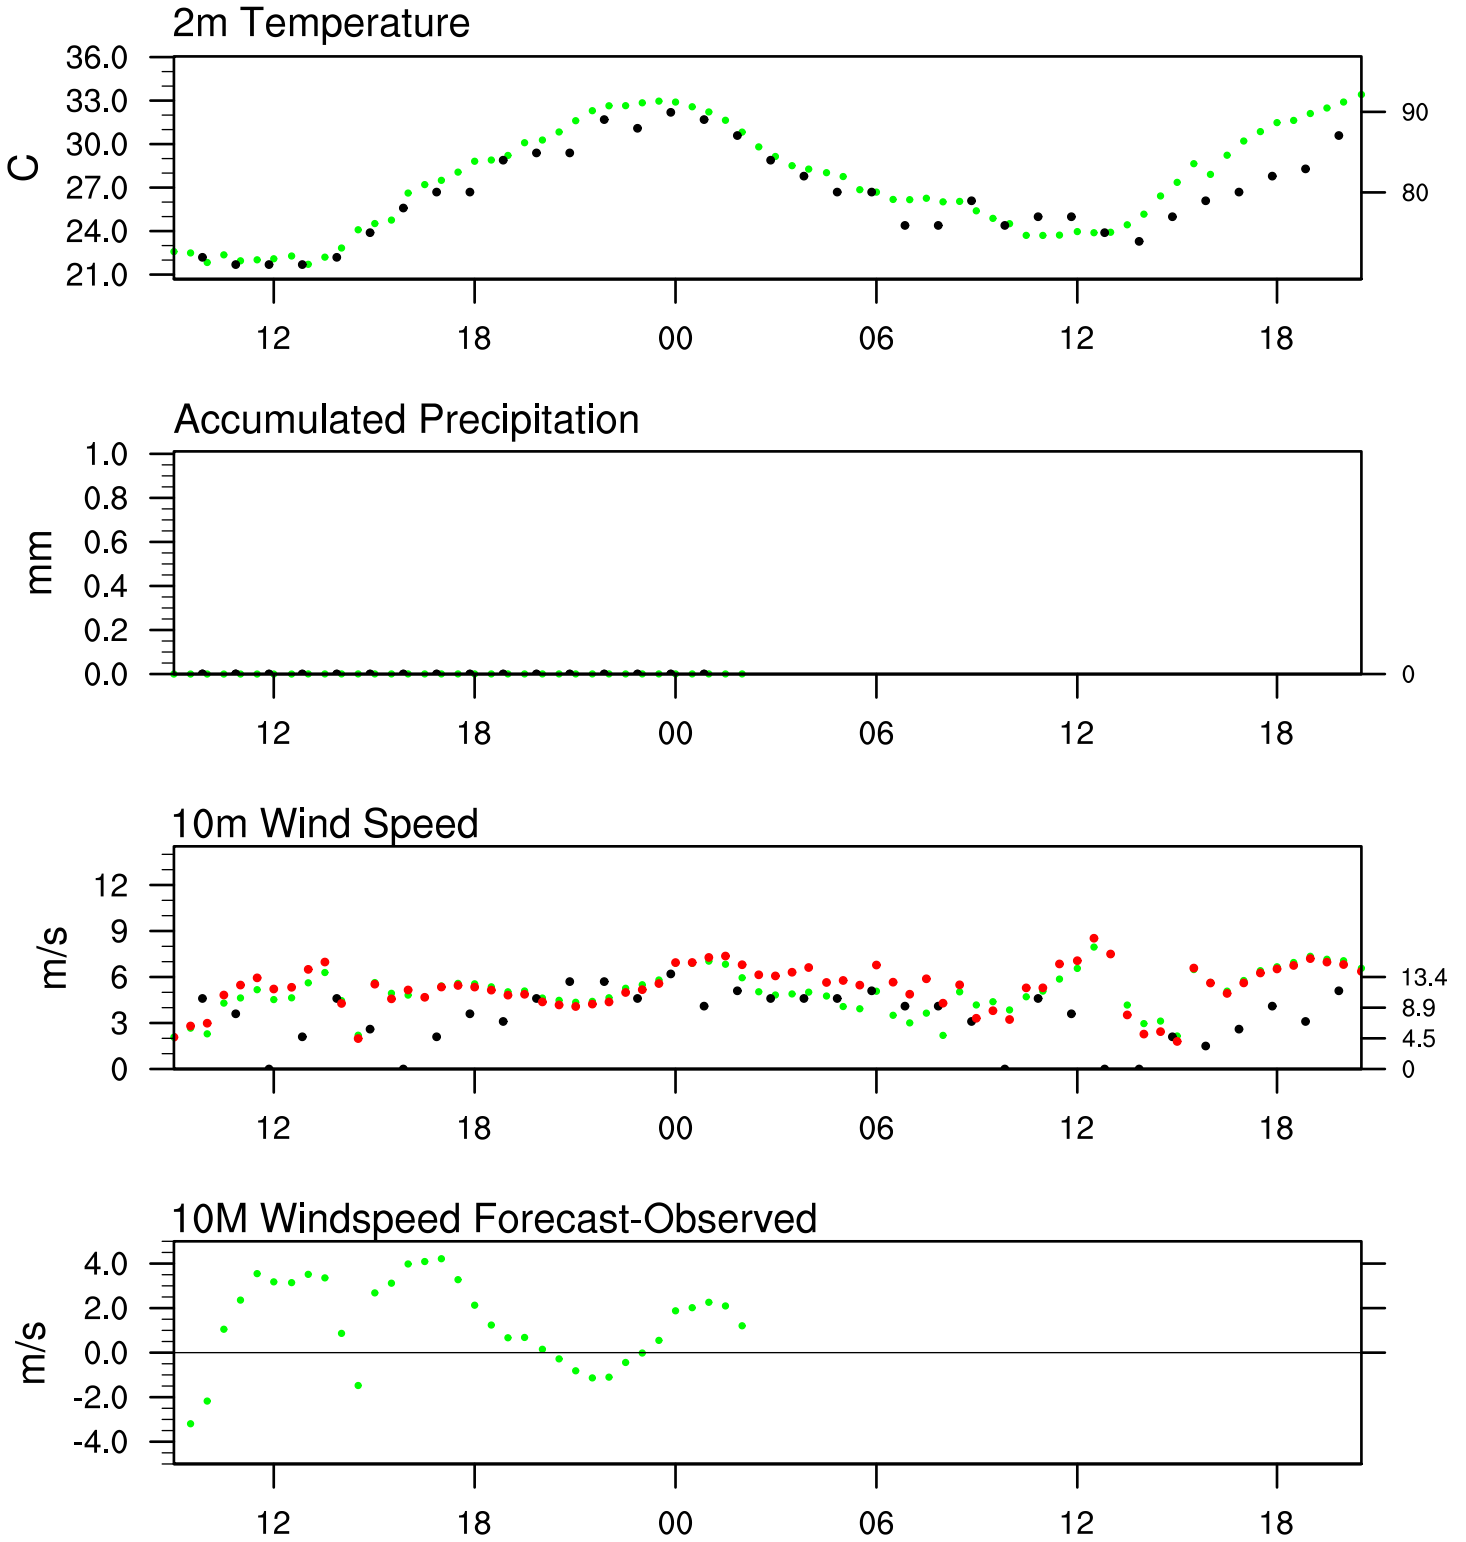 2m Temperature
36.0
33.0
30.0
27.0
24.0
21.0
C
90
80
12 18 00 06 12 18
Accumulated Precipitation
1.0
0.8
0.6
0.4
0.2
0.0
mm
0
12 18 00 06 12 18
10m Wind Speed
12
9
6
3
0
m/s
13.4
8.9
4.5
0
12 18 00 06 12 18
10M Windspeed Forecast-Observed
4.0
2.0
0.0
-2.0
-4.0
m/s
12 18 00 06 12 18